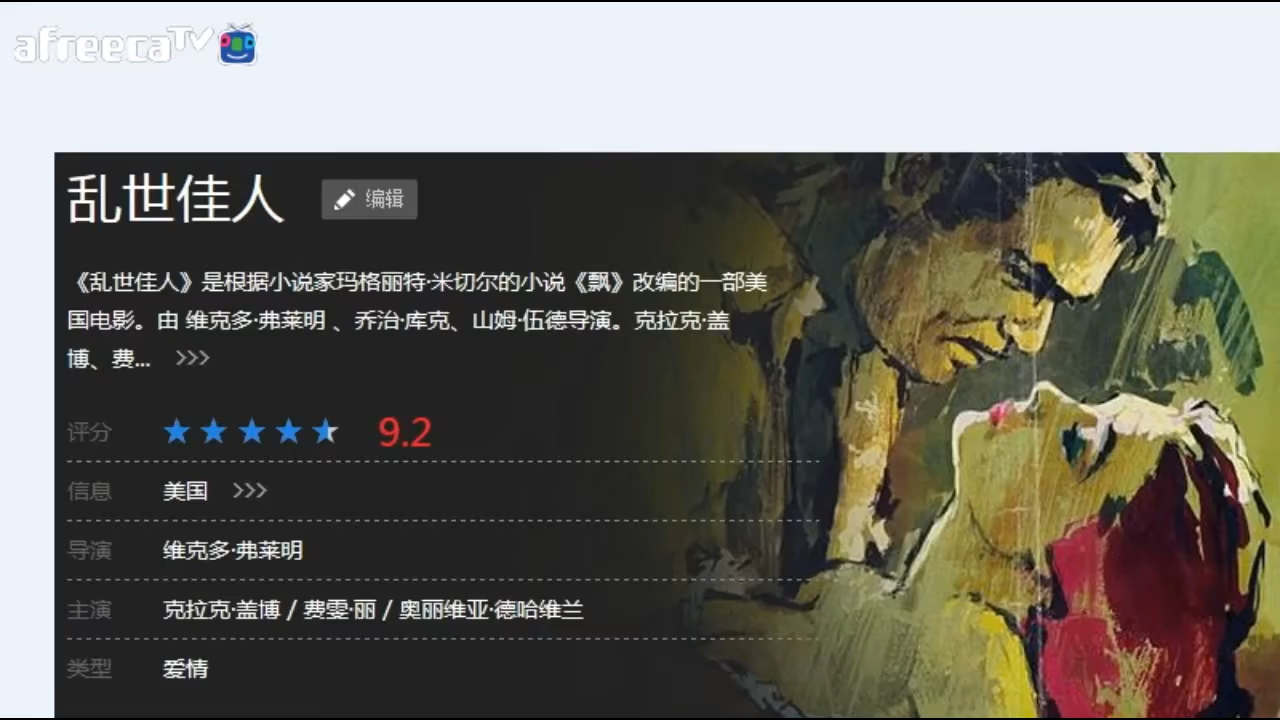 afreecaTV
乱世佳人
编辑
《乱世佳人》是根据小说家玛格丽特·米切尔的小说《飘》改编的一部美
国电影。由 维克多·弗莱明 、乔治·库克、山姆·伍德导演。克拉克·盖
博、费... >>>
评分 9.2
信息 美国 >>>
导演 维克多·弗莱明
主演 克拉克·盖博 / 费雯·丽 / 奥丽维亚·德哈维兰
类型 爱情